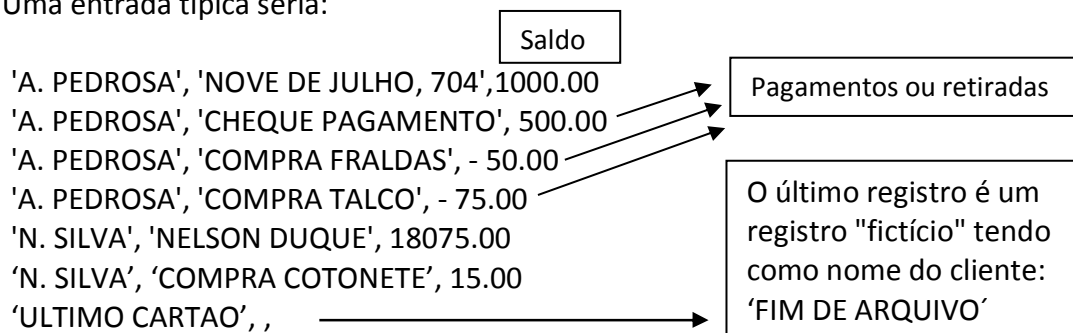 Uma entrada típica seria:
Saldo
'A. PEDROSA', 'NOVE DE JULHO, 704',1000.00
'A. PEDROSA', 'CHEQUE PAGAMENTO', 500.00
'A. PEDROSA', 'COMPRA FRALDAS', - 50.00
'A. PEDROSA', 'COMPRA TALCO', - 75.00
'N. SILVA', 'NELSON DUQUE', 18075.00
‘N. SILVA’, ‘COMPRA COTONETE’, 15.00
‘ULTIMO CARTAO’, ,
Pagamentos ou retiradas
O último registro é um
registro "fictício" tendo
como nome do cliente:
‘FIM DE ARQUIVO´